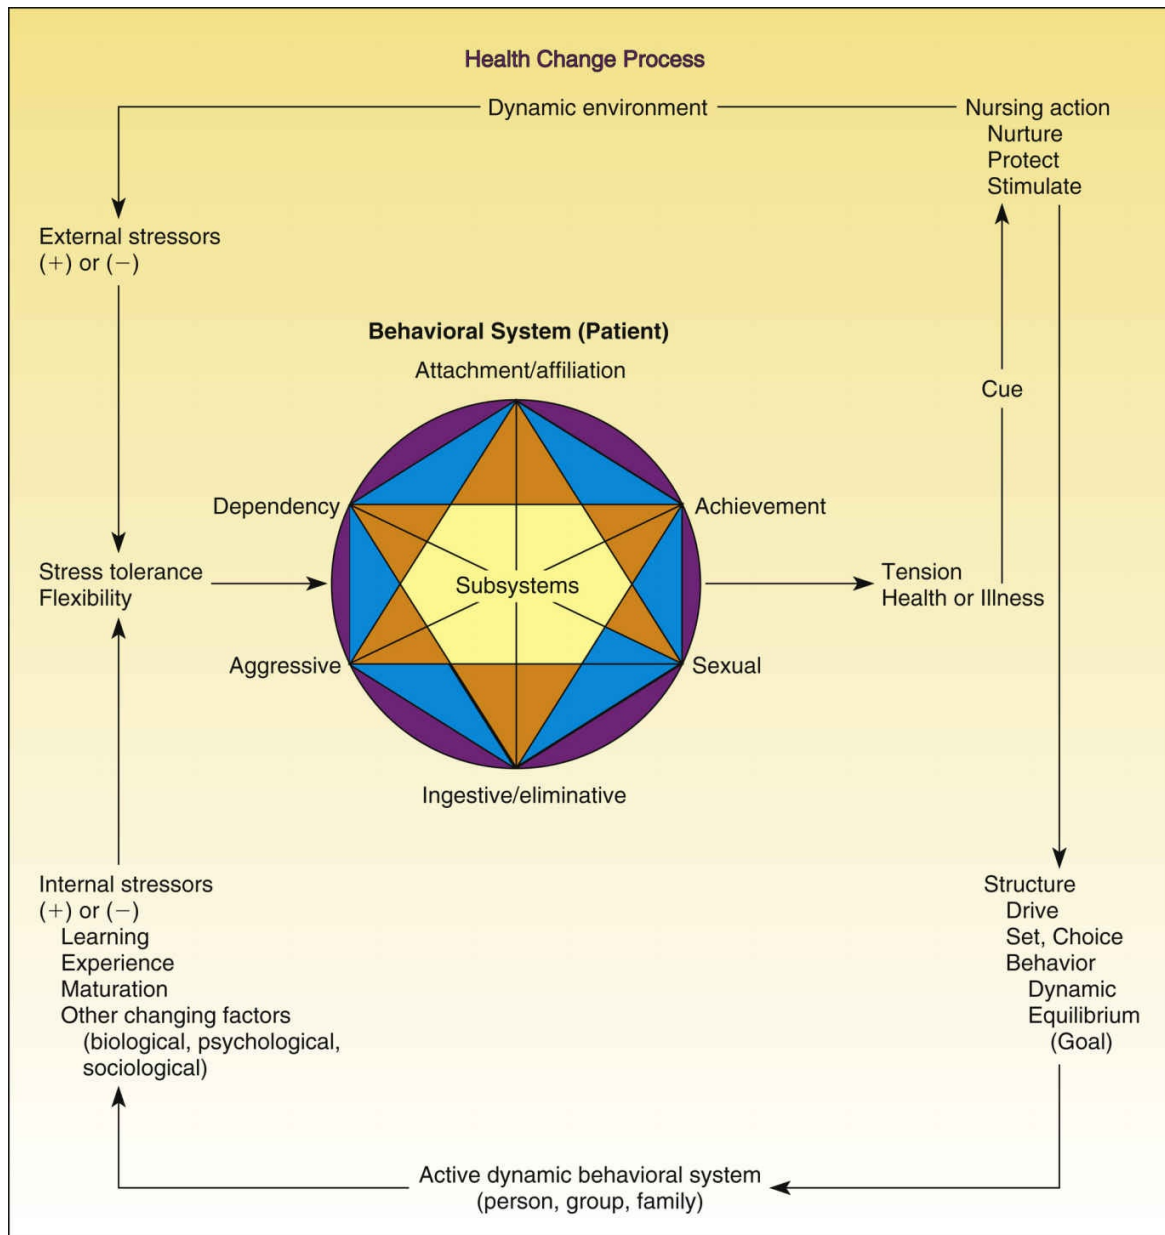 Health Change Process
Dynamic environment
Nursing action
Nurture
Protect
Stimulate
External stressors
(+) or (−)
Behavioral System (Patient)
Attachment/affiliation
Cue
Dependency
Achievement
Stress tolerance
Flexibility
Subsystems
Tension
Health or Illness
Aggressive
Sexual
Ingestive/eliminative
Internal stressors
(+) or (−)
Learning
Experience
Maturation
Other changing factors
(biological, psychological,
sociological)
Structure
Drive
Set, Choice
Behavior
Dynamic
Equilibrium
(Goal)
Active dynamic behavioral system
(person, group, family)